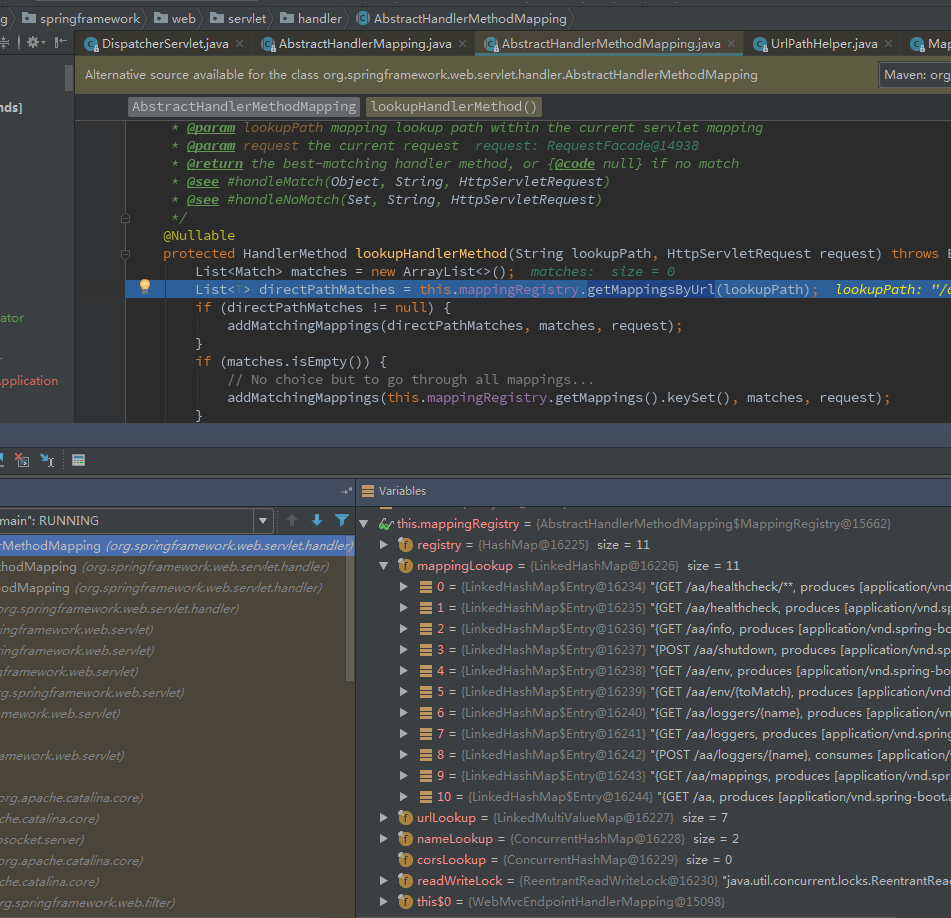 g springframework web servlet handler AbstractHandlerMethodMapping
DispatcherServlet.java AbstractHandlerMapping.java AbstractHandlerMethodMapping.java UrlPathHelper.java Map
Alternative source available for the class org.springframework.web.servlet.handler.AbstractHandlerMethodMapping Maven: org
nds]
AbstractHandlerMethodMapping lookupHandlerMethod()
* @param lookupPath mapping lookup path within the current servlet mapping
* @param request the current request request: RequestFacade@14938
* @return the best-matching handler method, or {@code null} if no match
* @see #handleMatch(Object, String, HttpServletRequest)
* @see #handleNoMatch(Set, String, HttpServletRequest)
*/
@Nullable
protected HandlerMethod lookupHandlerMethod(String lookupPath, HttpServletRequest request) throws E
List<Match> matches = new ArrayList<>(); matches: size = 0
List<T> directPathMatches = this.mappingRegistry.getMappingsByUrl(lookupPath); lookupPath: "/
if (directPathMatches != null) {
ator
addMatchingMappings(directPathMatches, matches, request);
}
if (matches.isEmpty()) {
Application
// No choice but to go through all mappings...
addMatchingMappings(this.mappingRegistry.getMappings().keySet(), matches, request);
}
Variables
main": RUNNING
this.mappingRegistry = {AbstractHandlerMethodMapping$MappingRegistry@15662}
rMethodMapping (org.springframework.web.servlet.handler)
registry = {HashMap@16225} size = 11
hodMapping (org.springframework.web.servlet.handler)
mappingLookup = {LinkedHashMap@16226} size = 11
odMapping (org.springframework.web.servlet.handler)
0 = {LinkedHashMap$Entry@16234} "{GET /aa/healthcheck/**, produces [application/vnd
org.springframework.web.servlet.handler)
1 = {LinkedHashMap$Entry@16235} "{GET /aa/healthcheck, produces [application/vnd.sp
ringframework.web.servlet)
2 = {LinkedHashMap$Entry@16236} "{GET /aa/info, produces [application/vnd.spring-bo
springframework.web.servlet)
3 = {LinkedHashMap$Entry@16237} "{POST /aa/shutdown, produces [application/vnd.sp
gframework.web.servlet)
4 = {LinkedHashMap$Entry@16238} "{GET /aa/env, produces [application/vnd.spring-boo
rg.springframework.web.servlet)
5 = {LinkedHashMap$Entry@16239} "{GET /aa/env/{toMatch}, produces [application/vnd
mework.web.servlet)
6 = {LinkedHashMap$Entry@16240} "{GET /aa/loggers/{name}, produces [application/vn
7 = {LinkedHashMap$Entry@16241} "{GET /aa/loggers, produces [application/vnd.spring
amework.web.servlet)
8 = {LinkedHashMap$Entry@16242} "{POST /aa/loggers/{name}, consumes [application/
9 = {LinkedHashMap$Entry@16243} "{GET /aa/mappings, produces [application/vnd.spr
org.apache.catalina.core)
10 = {LinkedHashMap$Entry@16244} "{GET /aa, produces [application/vnd.spring-boot.a
che.catalina.core)
urlLookup = {LinkedMultiValueMap@16227} size = 7
bsocket.server)
nameLookup = {ConcurrentHashMap@16228} size = 2
org.apache.catalina.core)
corsLookup = {ConcurrentHashMap@16229} size = 0
che.catalina.core)
readWriteLock = {ReentrantReadWriteLock@16230} "java.util.concurrent.locks.ReentrantRead
rg.springframework.web.filter)
this$0 = {WebMvcEndpointHandlerMapping@15098}